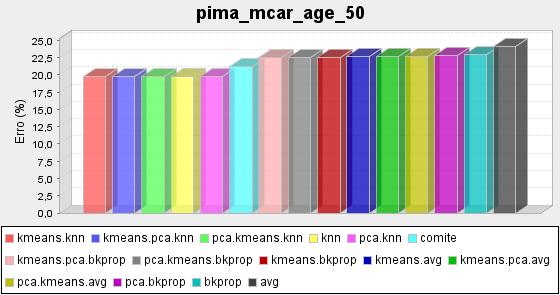 pima_mcar_age_50
25,0
22,5
20,0
17,5
15,0
12,5
10,0
7,5
5,0
2,5
0,0
Erro (%)
kmeans.knn kmeans.pca.knn pca.kmeans.knn knn pca.knn comite
kmeans.pca.bkprop pca.kmeans.bkprop kmeans.bkprop kmeans.avg kmeans.pca.avg
pca.kmeans.avg pca.bkprop bkprop avg